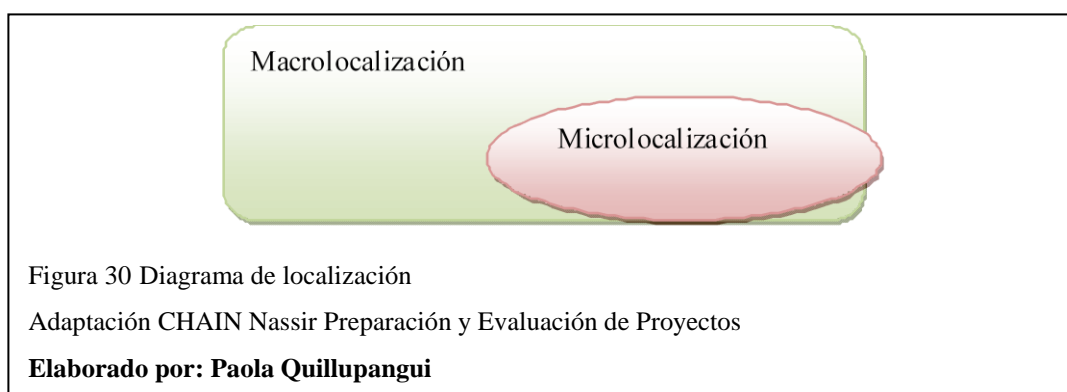 Macrolocalización
Microlocalización
Figura 30 Diagrama de localización
Adaptación CHAIN Nassir Preparación y Evaluación de Proyectos
Elaborado por: Paola Quillupangui